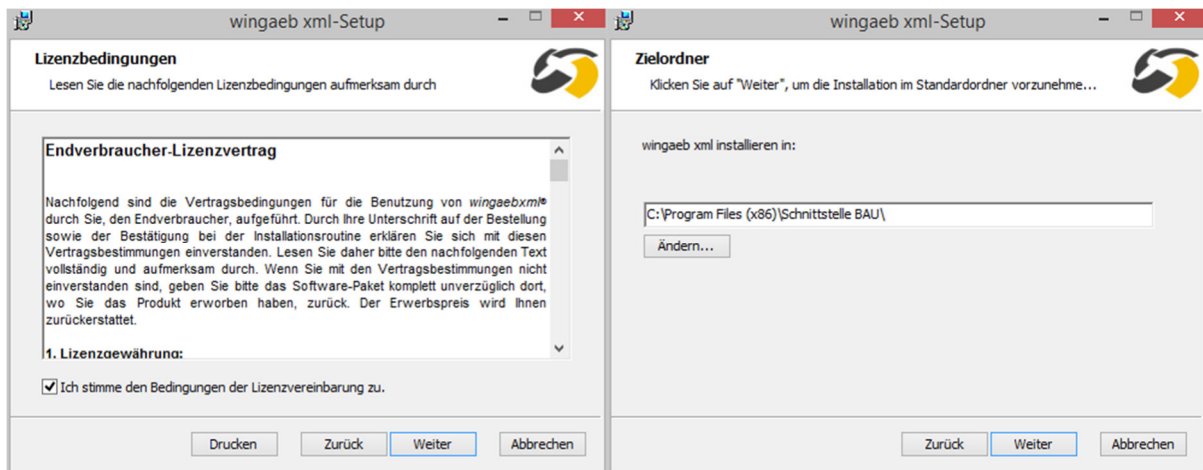 wingaeb xml-Setup
Lizenzbedingungen
Lesen Sie die nachfolgenden Lizenzbedingungen aufmerksam durch
Endverbraucher-Lizenzvertrag
Nachfolgend sind die Vertragsbedingungen für die Benutzung von wingaebxml®
durch Sie, den Endverbraucher, aufgeführt. Durch Ihre Unterschrift auf der Bestellung
sowie der Bestätigung bei der Installationsroutine erklären Sie sich mit diesen
Vertragsbestimmungen einverstanden. Lesen Sie daher bitte den nachfolgenden Text
vollständig und aufmerksam durch. Wenn Sie mit den Vertragsbestimmungen nicht
einverstanden sind, geben Sie bitte das Software-Paket komplett unverzüglich dort,
wo Sie das Produkt erworben haben, zurück. Der Erwerbspreis wird Ihnen
zurückerstattet.
1. Lizenzgewährung:
Ich stimme den Bedingungen der Lizenzvereinbarung zu.
Drucken Zurück Weiter Abbrechen
wingaeb xml-Setup
Zielordner
Klicken Sie auf "Weiter", um die Installation im Standardordner vorzunehme...
wingaeb xml installieren in:
C:\Program Files (x86)\Schnittstelle BAU\
Ändern...
Zurück Weiter Abbrechen